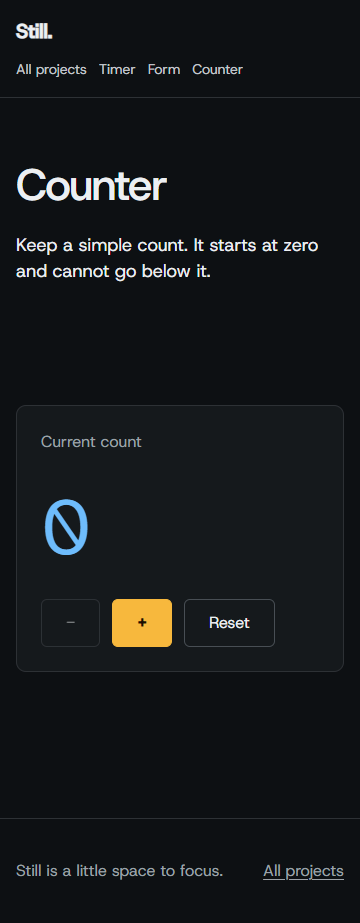 Still.
All projects Timer Form Counter
Counter
Keep a simple count. It starts at zero
and cannot go below it.
Current count
0
− + Reset
Still is a little space to focus. All projects